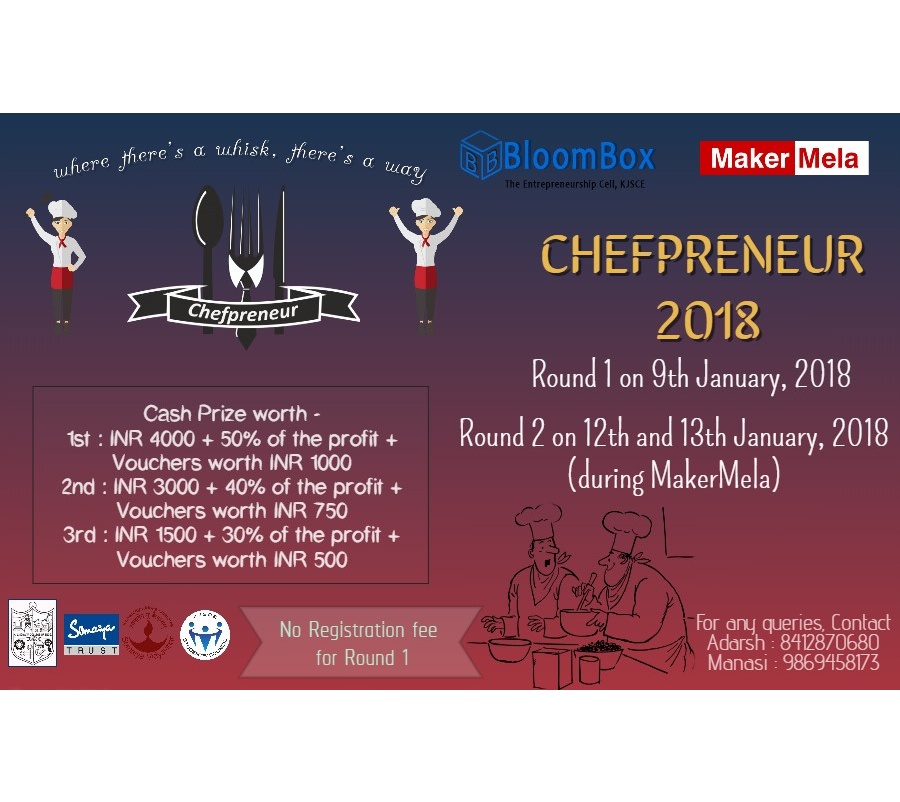 where there's a whisk, there's a way
BloomBox
The Entrepreneurship Cell, KJSCE
Maker Mela
Chefpreneur
CHEFPRENEUR
2018
Round 1 on 9th January, 2018
Round 2 on 12th and 13th January, 2018
(during MakerMela)
Cash Prize worth -
1st : INR 4000 + 50% of the profit +
Vouchers worth INR 1000
2nd : INR 3000 + 40% of the profit +
Vouchers worth INR 750
3rd : INR 1500 + 30% of the profit +
Vouchers worth INR 500
Somaiya
TRUST
No Registration fee
for Round 1
For any queries, Contact
Adarsh : 8412870680
Manasi : 9869458173